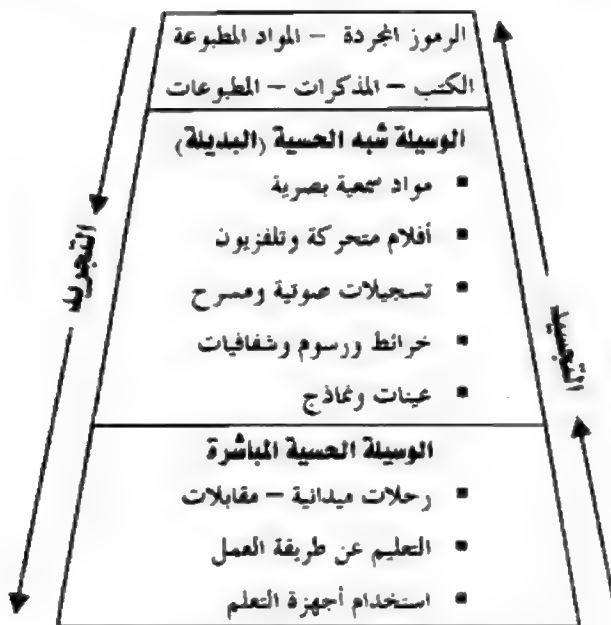 الرموز المجردة – المواد المطبوعة
الكتب – المذكرات – المطبوعات
الوسيلة شبه الحسية (البديلة)
▪ مواد سمعية بصرية
▪ أفلام متحركة وتلفزيون
▪ تسجيلات صوتية ومسرح
▪ خرائط ورسوم وشفافيات
▪ عينات ونماذج
الوسيلة الحسية المباشرة
▪ رحلات ميدانية – مقابلات
▪ التعليم عن طريقة العمل
▪ استخدام أجهزة التعلم
التجسيد
التجريد